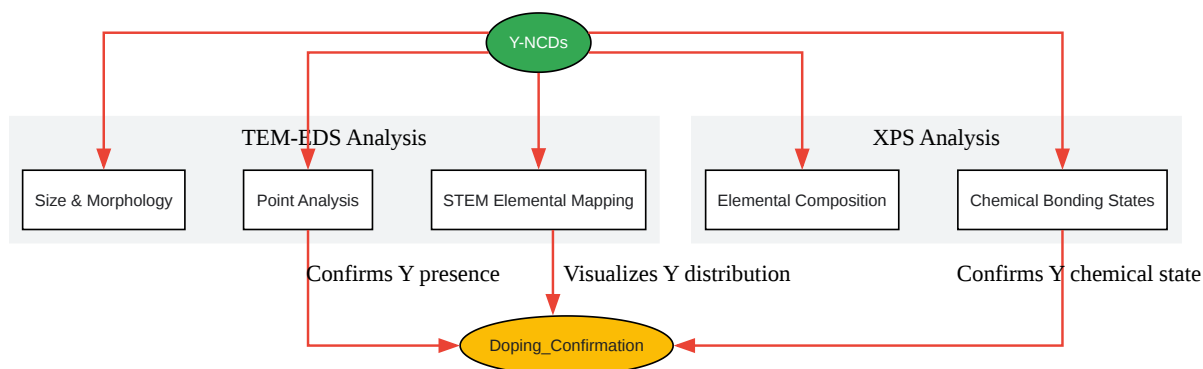 Y-NCDs
TEM-EDS Analysis
XPS Analysis
Size & Morphology
Point Analysis
STEM Elemental Mapping
Elemental Composition
Chemical Bonding States
Confirms Y presence
Visualizes Y distribution
Confirms Y chemical state
Doping_Confirmation